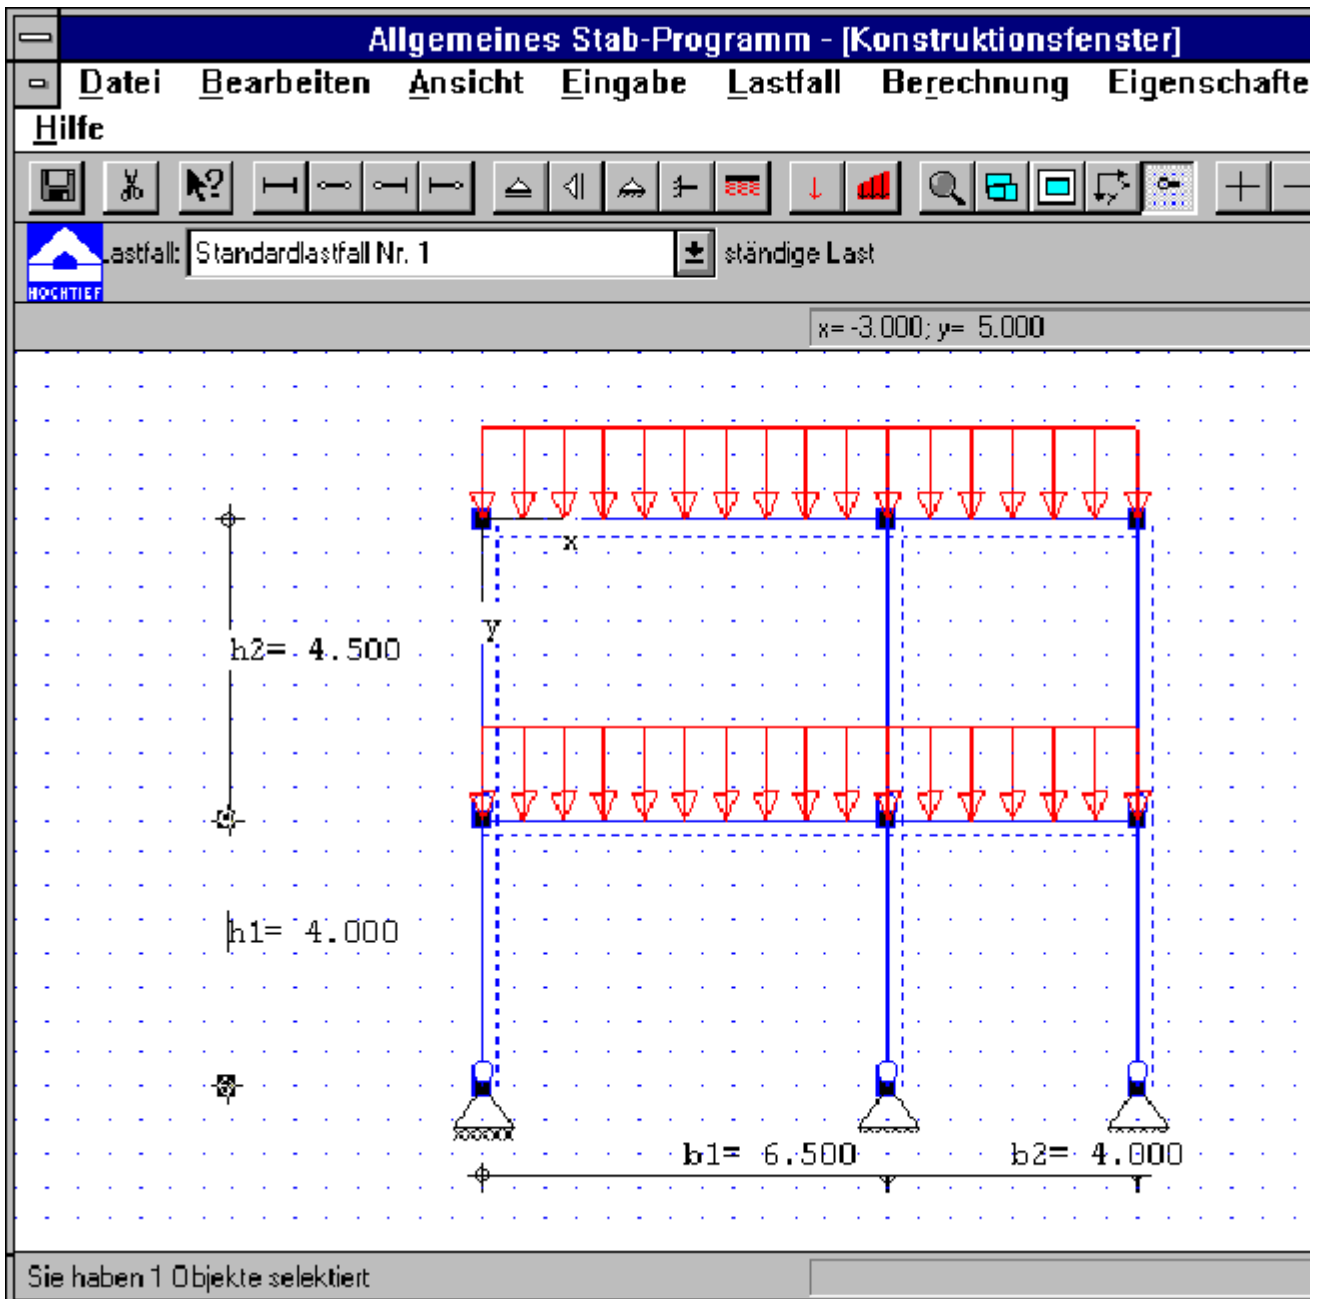 Allgemeines Stab-Programm - [Konstruktionsfenster]
Datei Bearbeiten Ansicht Eingabe Lastfall Berechnung Eigenschafte
Hilfe
HOCHTIEF
astfall: Standardlastfall Nr. 1 ständige Last
x= -3.000; y= 5.000
x
y
h2= 4.500
h1= 4.000
b1= 6.500 b2= 4.000
Sie haben 1 Objekte selektiert